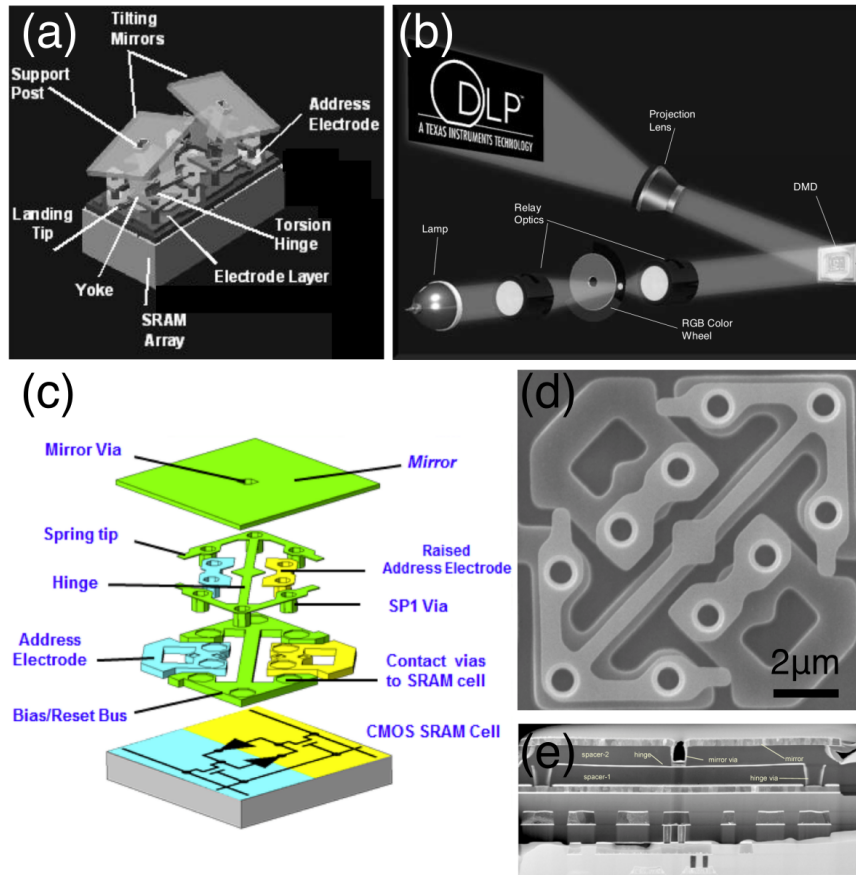 (a)
Tilting
Mirrors
Support
Post
Address
Electrode
Landing
Tip
Torsion
Hinge
Yoke
Electrode Layer
SRAM
Array
(b)
DLP™
A TEXAS INSTRUMENTS TECHNOLOGY
Projection
Lens
DMD
Relay
Optics
Lamp
RGB Color
Wheel
(c)
Mirror Via
Mirror
Spring tip
Raised
Address Electrode
Hinge
SP1 Via
Address
Electrode
Contact vias
to SRAM cell
Bias/Reset Bus
CMOS SRAM Cell
(d)
2μm
(e)
spacer-2
hinge
mirror via
mirror
spacer-1
hinge via